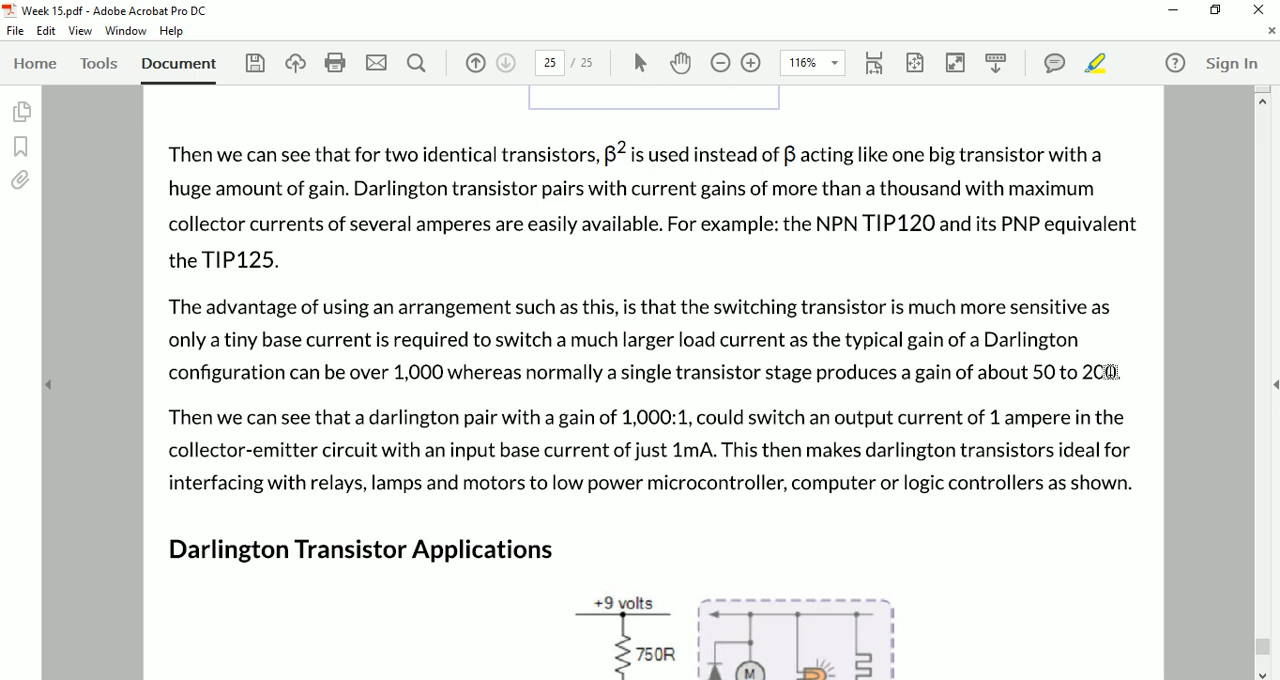 Week 15.pdf - Adobe Acrobat Pro DC
File Edit View Window Help
Home Tools Document 25 / 25 116% Sign In
Then we can see that for two identical transistors, β² is used instead of β acting like one big transistor with a
huge amount of gain. Darlington transistor pairs with current gains of more than a thousand with maximum
collector currents of several amperes are easily available. For example: the NPN TIP120 and its PNP equivalent
the TIP125.
The advantage of using an arrangement such as this, is that the switching transistor is much more sensitive as
only a tiny base current is required to switch a much larger load current as the typical gain of a Darlington
configuration can be over 1,000 whereas normally a single transistor stage produces a gain of about 50 to 200.
Then we can see that a darlington pair with a gain of 1,000:1, could switch an output current of 1 ampere in the
collector-emitter circuit with an input base current of just 1mA. This then makes darlington transistors ideal for
interfacing with relays, lamps and motors to low power microcontroller, computer or logic controllers as shown.
Darlington Transistor Applications
+9 volts
750R
M